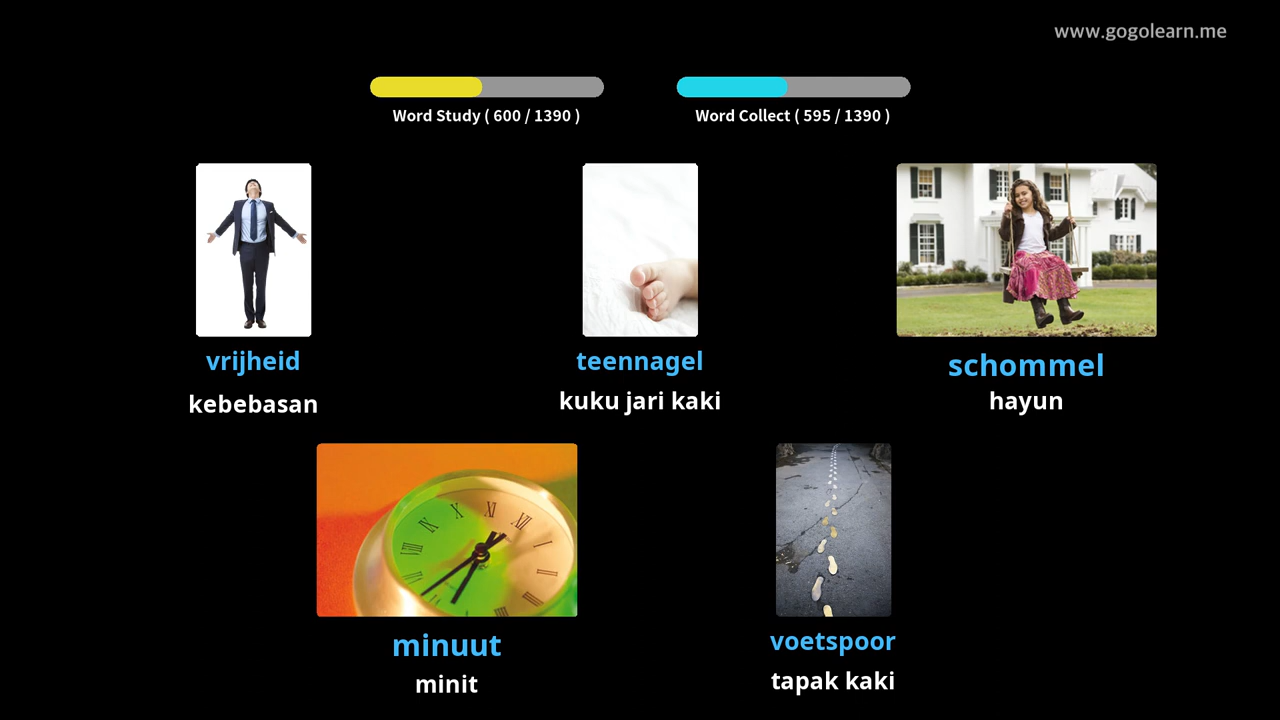 www.gogolearn.me
Word Study ( 600 / 1390 )
Word Collect ( 595 / 1390 )
vrijheid
kebebasan
teennagel
kuku jari kaki
schommel
hayun
minuut
minit
voetspoor
tapak kaki